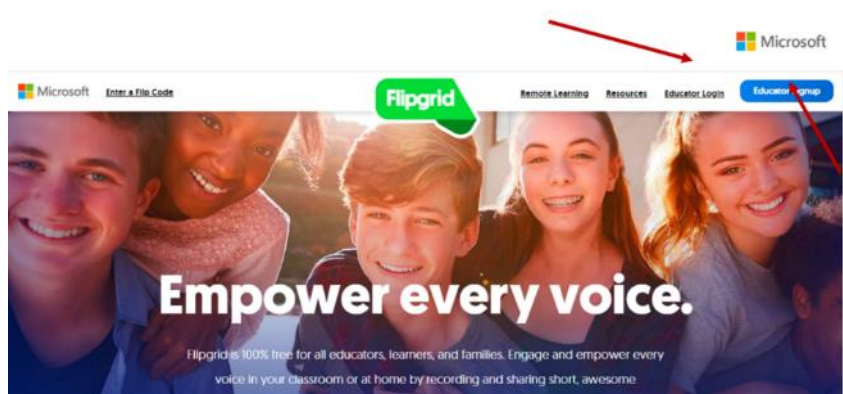 Microsoft
Microsoft Enter a Flip Code Flipgrid Remote Learning Resources Educator Login Educator Signup
Empower every voice.
Flipgrid is 100% free for all educators, learners, and families. Engage and empower every
voice in your classroom or at home by recording and sharing short, awesome